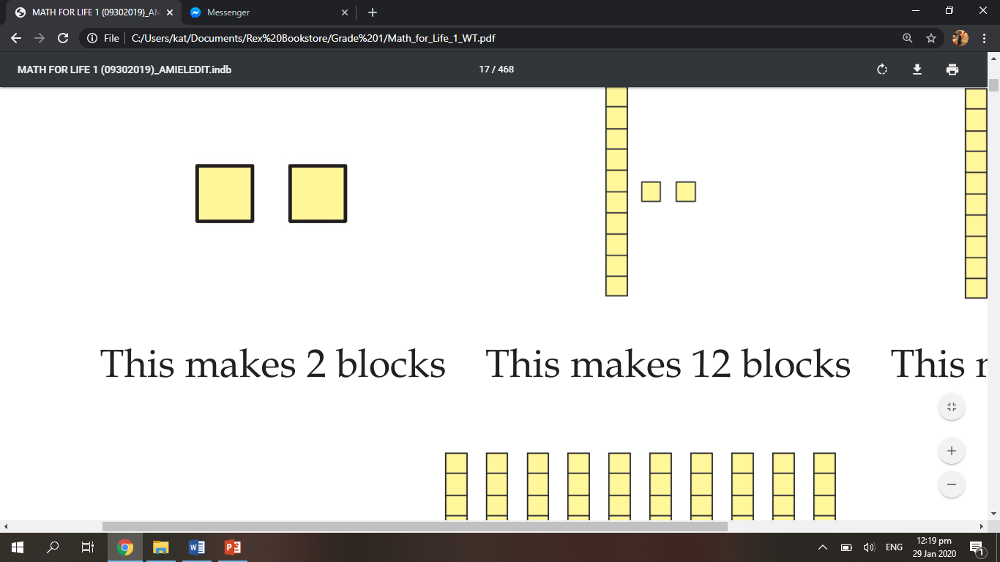 MATH FOR LIFE 1 (09302019)_AM
Messenger
File
C:/Users/kat/Documents/Rex%20Bookstore/Grade%201/Math_for_Life_1_WT.pdf
MATH FOR LIFE 1 (09302019)_AMIELEDIT.indb
17 / 468
This makes 2 blocks
This makes 12 blocks
This
ENG
12:19 pm
29 Jan 2020
1